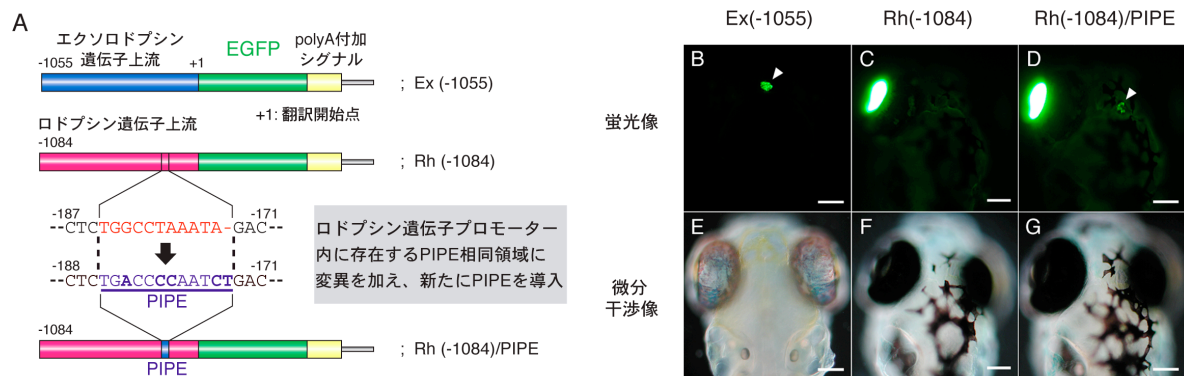 A
エクソロドプシン
遺伝子上流
EGFP
polyA付加
シグナル
-1055
+1
; Ex (-1055)
+1: 翻訳開始点
ロドプシン遺伝子上流
-1084
; Rh (-1084)
-187
-171
--CTCTGGCCTAAATA-GAC--
-188
-171
--CTCTGACCCCCAATCTGAC--
PIPE
ロドプシン遺伝子プロモーター
内に存在するPIPE相同領域に
変異を加え、新たにPIPEを導入
-1084
; Rh (-1084)/PIPE
PIPE
Ex(-1055)
Rh(-1084)
Rh(-1084)/PIPE
蛍光像
B
C
D
微分
干渉像
E
F
G